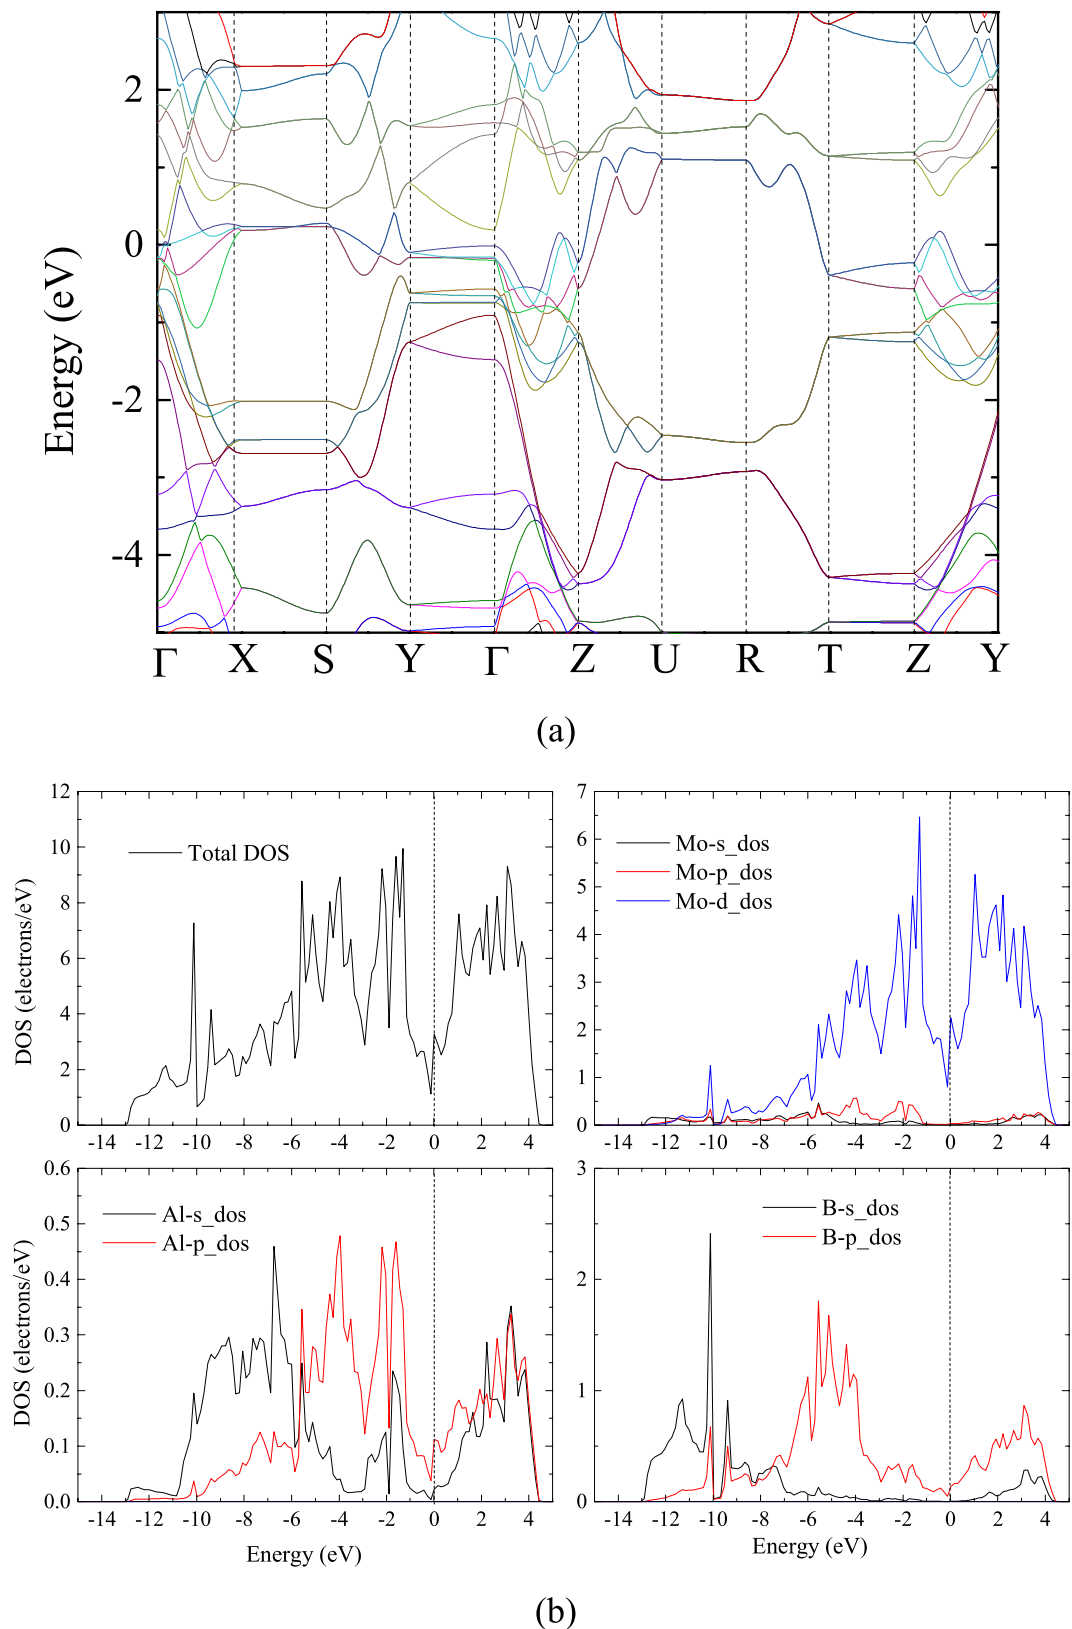 2
0
-2
-4
Energy (eV)
Γ X S Y Γ Z U R T Z Y
(a)
12
10
8
6
4
2
0
DOS (electrons/eV)
Total DOS
-14 -12 -10 -8 -6 -4 -2 0 2 4
7
6
5
4
3
2
1
0
Mo-s_dos
Mo-p_dos
Mo-d_dos
-14 -12 -10 -8 -6 -4 -2 0 2 4
0.6
0.5
0.4
0.3
0.2
0.1
0.0
DOS (electrons/eV)
Al-s_dos
Al-p_dos
-14 -12 -10 -8 -6 -4 -2 0 2 4
Energy (eV)
3
2
1
0
B-s_dos
B-p_dos
-14 -12 -10 -8 -6 -4 -2 0 2 4
Energy (eV)
(b)